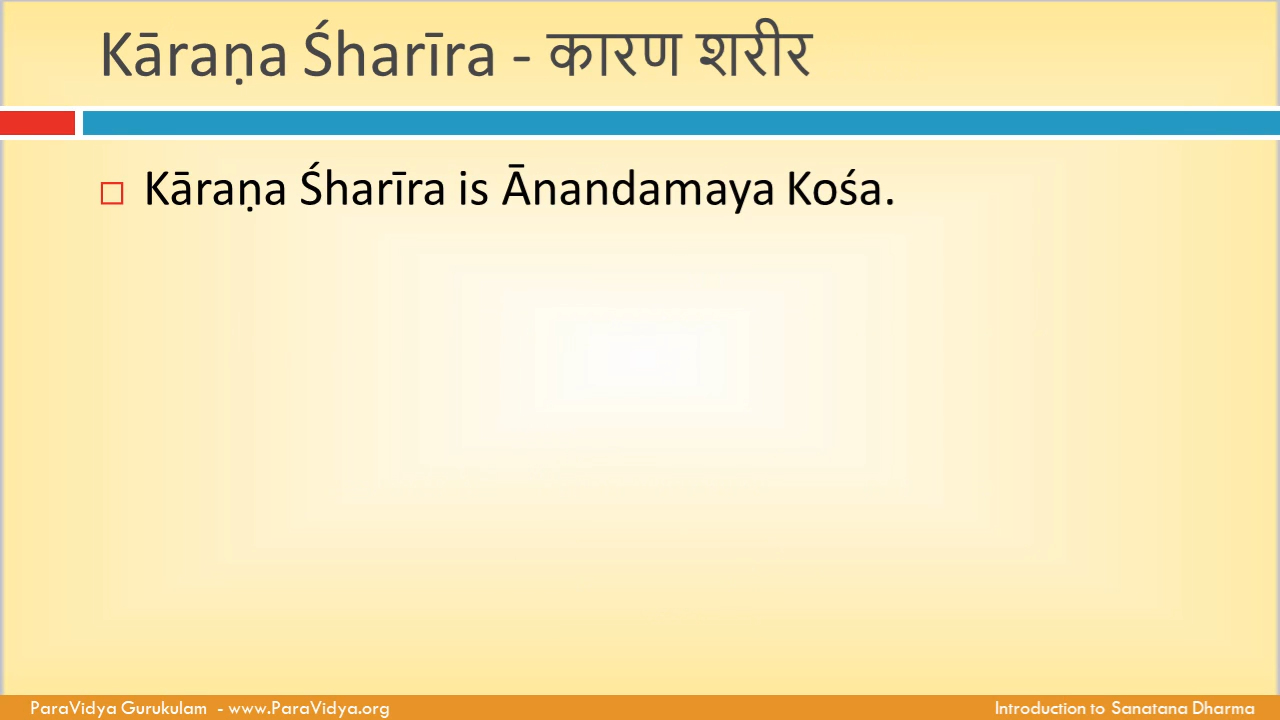 Kāraṇa Śharīra - कारण शरीर
Kāraṇa Śharīra is Ānandamaya Kośa.
ParaVidya Gurukulam - www.ParaVidya.org
Introduction to Sanatana Dharma